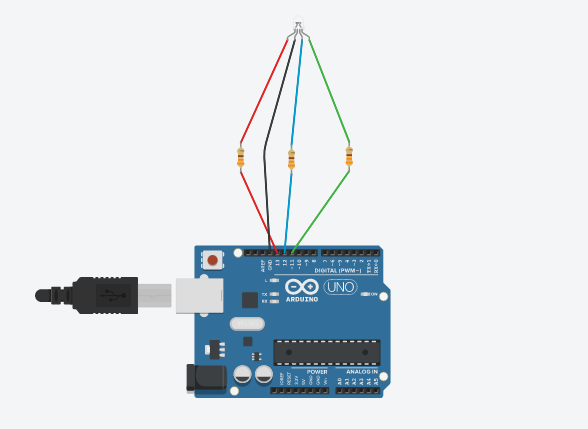 AREF
GND
13
12
~11
~10
~9
8
7
~6
~5
4
~3
2
TX→1
RX←0
DIGITAL (PWM~)
L
TX
RX
UNO
ON
ARDUINO
POWER
ANALOG IN
IOREF
RESET
3.3V
5V
GND
GND
Vin
A0
A1
A2
A3
A4
A5